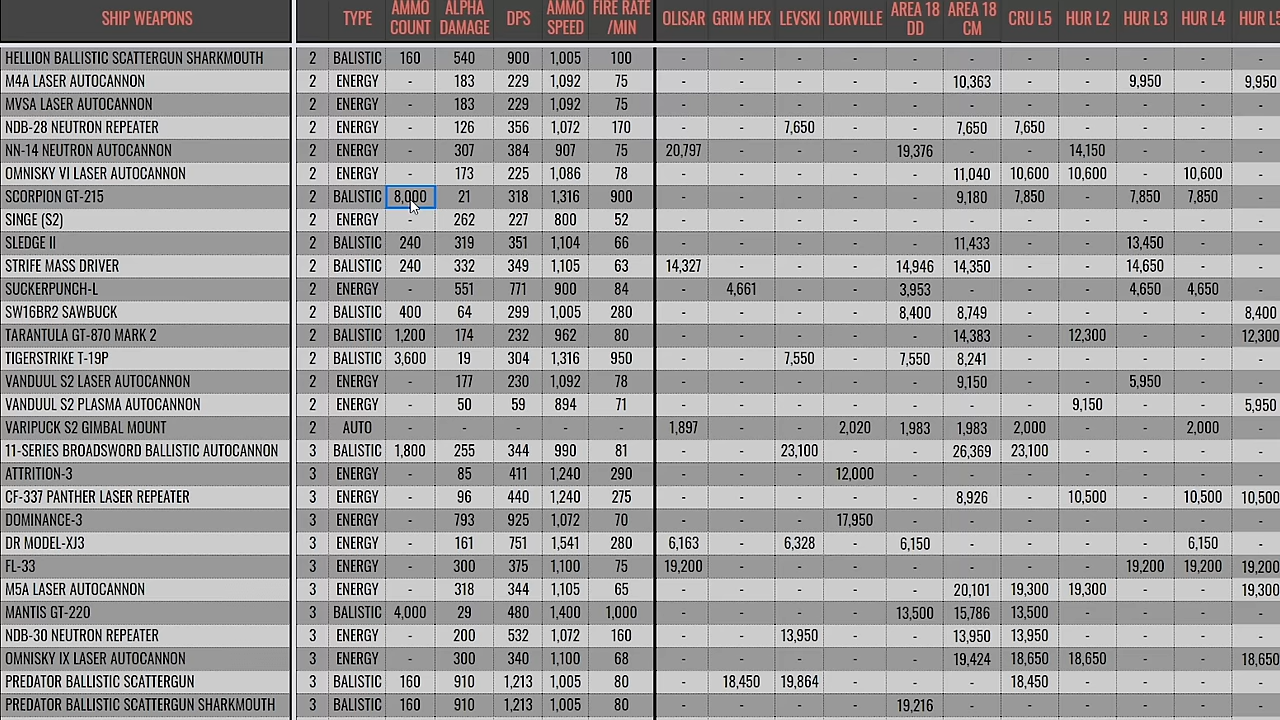 SHIP WEAPONS TYPE AMMO COUNT ALPHA DAMAGE DPS AMMO SPEED FIRE RATE /MIN OLISAR GRIM HEX LEVSKI LORVILLE AREA 18 DD AREA 18 CM CRU L5 HUR L2 HUR L3 HUR L4 HUR L5
HELLION BALLISTIC SCATTERGUN SHARKMOUTH 2 BALISTIC 160 540 900 1,005 100 - - - - - - - - - - -
M4A LASER AUTOCANNON 2 ENERGY - 183 229 1,092 75 - - - - - 10,363 - - 9,950 - 9,950
MVSA LASER AUTOCANNON 2 ENERGY - 183 229 1,092 75 - - - - - - - - - - -
NDB-28 NEUTRON REPEATER 2 ENERGY - 126 356 1,072 170 - - 7,650 - - 7,650 7,650 - - - -
NN-14 NEUTRON AUTOCANNON 2 ENERGY - 307 384 907 75 20,797 - - - 19,376 - - 14,150 - - -
OMNISKY VI LASER AUTOCANNON 2 ENERGY - 173 225 1,086 78 - - - - - 11,040 10,600 10,600 - 10,600 -
SCORPION GT-215 2 BALISTIC 8,000 21 318 1,316 900 - - - - - 9,180 7,850 - 7,850 7,850 -
SINGE (S2) 2 ENERGY - 262 227 800 52 - - - - - - - - - - -
SLEDGE II 2 BALISTIC 240 319 351 1,104 66 - - - - - 11,433 - - 13,450 - -
STRIFE MASS DRIVER 2 BALISTIC 240 332 349 1,105 63 14,327 - - - 14,946 14,350 - - 14,650 - -
SUCKERPUNCH-L 2 ENERGY - 551 771 900 84 - 4,661 - - 3,953 - - - 4,650 4,650 -
SW16BR2 SAWBUCK 2 BALISTIC 400 64 299 1,005 280 - - - - 8,400 8,749 - - - - 8,400
TARANTULA GT-870 MARK 2 2 BALISTIC 1,200 174 232 962 80 - - - - - 14,383 - 12,300 - - 12,300
TIGERSTRIKE T-19P 2 BALISTIC 3,600 19 304 1,316 950 - - 7,550 - 7,550 8,241 - - - - -
VANDUUL S2 LASER AUTOCANNON 2 ENERGY - 177 230 1,092 78 - - - - - 9,150 - - 5,950 - -
VANDUUL S2 PLASMA AUTOCANNON 2 ENERGY - 50 59 894 71 - - - - - - - 9,150 - - 5,950
VARIPUCK S2 GIMBAL MOUNT 2 AUTO - - - - - 1,897 - - 2,020 1,983 1,983 2,000 - - 2,000 -
11-SERIES BROADSWORD BALLISTIC AUTOCANNON 3 BALISTIC 1,800 255 344 990 81 - - 23,100 - - 26,369 23,100 - - - -
ATTRITION-3 3 ENERGY - 85 411 1,240 290 - - - 12,000 - - - - - - -
CF-337 PANTHER LASER REPEATER 3 ENERGY - 96 440 1,240 275 - - - - - 8,926 - 10,500 - 10,500 10,500
DOMINANCE-3 3 ENERGY - 793 925 1,072 70 - - - 17,950 - - - - - - -
DR MODEL-XJ3 3 ENERGY - 161 751 1,541 280 6,163 - 6,328 - 6,150 - - - - 6,150 -
FL-33 3 ENERGY - 300 375 1,100 75 19,200 - - - - - - - 19,200 19,200 19,200
M5A LASER AUTOCANNON 3 ENERGY - 318 344 1,105 65 - - - - - 20,101 19,300 19,300 - - 19,300
MANTIS GT-220 3 BALISTIC 4,000 29 480 1,400 1,000 - - - - 13,500 15,786 13,500 - - - -
NDB-30 NEUTRON REPEATER 3 ENERGY - 200 532 1,072 160 - - 13,950 - - 13,950 13,950 - - - -
OMNISKY IX LASER AUTOCANNON 3 ENERGY - 300 340 1,100 68 - - - - - 19,424 18,650 18,650 - - 18,650
PREDATOR BALLISTIC SCATTERGUN 3 BALISTIC 160 910 1,213 1,005 80 - 18,450 19,864 - - - 18,450 - - - -
PREDATOR BALLISTIC SCATTERGUN SHARKMOUTH 3 BALISTIC 160 910 1,213 1,005 80 - - - - 19,216 - - - - - -